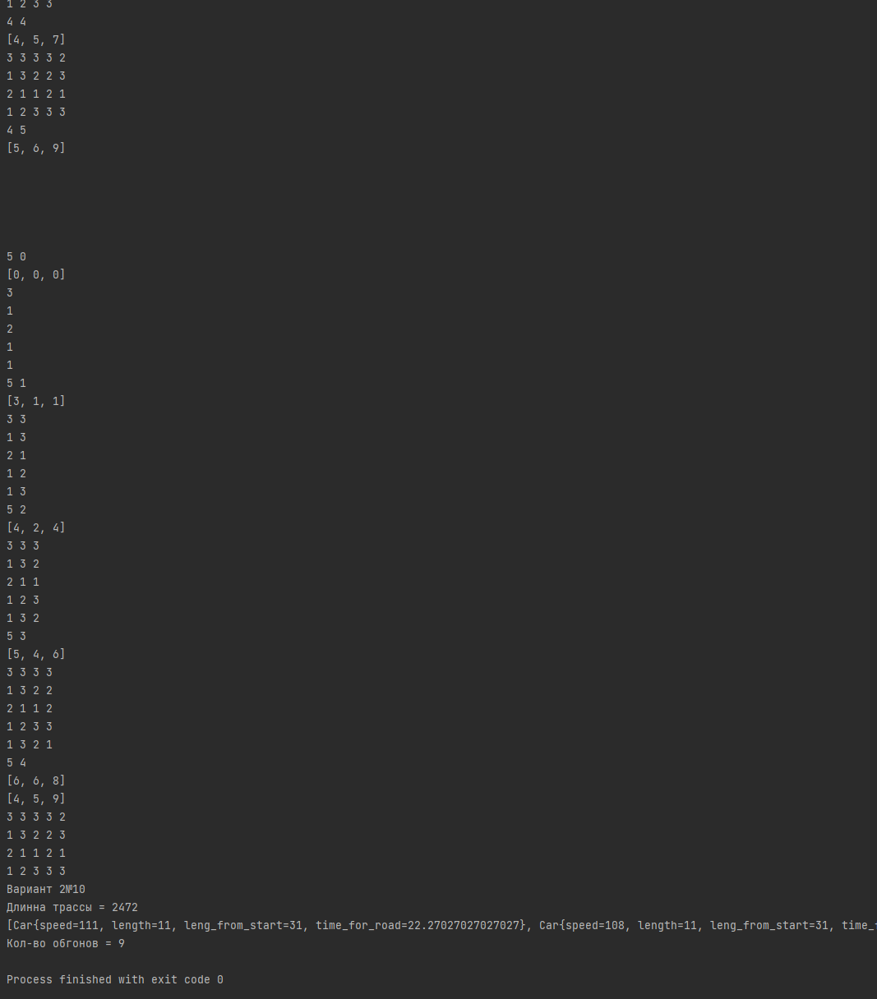 1 2 3 3
4 4
[4, 5, 7]
3 3 3 3 2
1 3 2 2 3
2 1 1 2 1
1 2 3 3 3
4 5
[5, 6, 9]
5 0
[0, 0, 0]
3
1
2
1
1
5 1
[3, 1, 1]
3 3
1 3
2 1
1 2
1 3
5 2
[4, 2, 4]
3 3 3
1 3 2
2 1 1
1 2 3
1 3 2
5 3
[5, 4, 6]
3 3 3 3
1 3 2 2
2 1 1 2
1 2 3 3
1 3 2 1
5 4
[6, 6, 8]
[4, 5, 9]
3 3 3 3 2
1 3 2 2 3
2 1 1 2 1
1 2 3 3 3
Вариант 2№10
Длинна трассы = 2472
[Car{speed=111, length=11, leng_from_start=31, time_for_road=22.27027027027027}, Car{speed=108, length=11, leng_from_start=31, time_
Кол-во обгонов = 9
Process finished with exit code 0